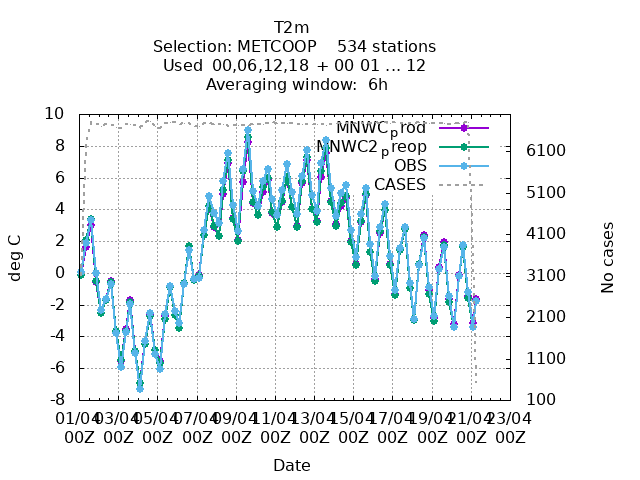 T2m
Selection: METCOOP 534 stations
Used 00,06,12,18 + 00 01 ... 12
Averaging window: 6h
MNWCprod
MNWC2preop
OBS
CASES
10
8
6
4
2
0
-2
-4
-6
-8
deg C
6100
5100
4100
3100
2100
1100
100
No cases
01/04 03/04 05/04 07/04 09/04 11/04 13/04 15/04 17/04 19/04 21/04 23/04
00Z 00Z 00Z 00Z 00Z 00Z 00Z 00Z 00Z 00Z 00Z 00Z
Date